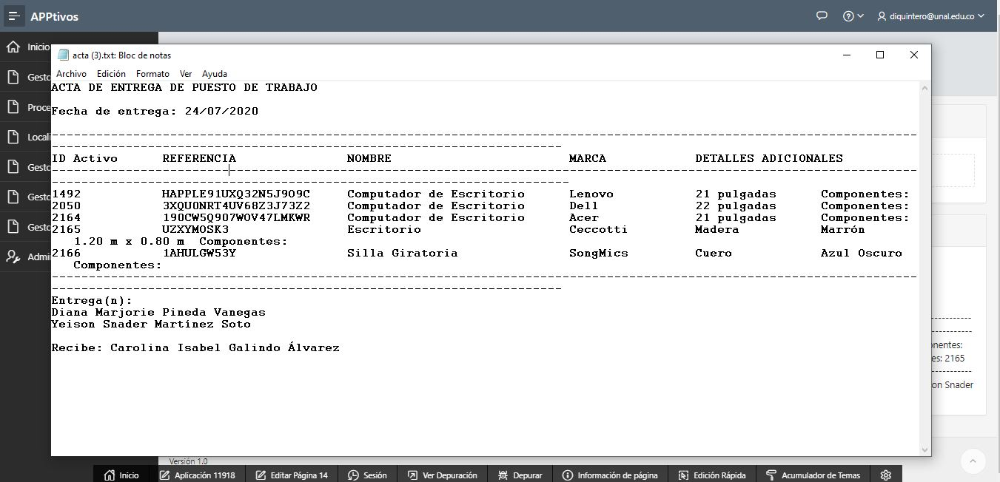 APPtivos
diquintero@unal.edu.co
Inicio
Gesto
Proce
Locali
Gesto
Gesto
Gesto
Admi
acta (3).txt: Bloc de notas
Archivo Edición Formato Ver Ayuda
ACTA DE ENTREGA DE PUESTO DE TRABAJO
Fecha de entrega: 24/07/2020
---------------------------------------------------------------------------------------------------------------------
---------------------------------------------------------------------
ID Activo REFERENCIA NOMBRE MARCA DETALLES ADICIONALES
---------------------------------------------------------------------------------------------------------------------
----------------------------------------------------------------------
1492 HAPPLE91UXQ32N5J9O9C Computador de Escritorio Lenovo 21 pulgadas Componentes:
2050 3XQU0NRT4UV68Z3J73Z2 Computador de Escritorio Dell 22 pulgadas Componentes:
2164 190CW5Q907WOV47LMKWR Computador de Escritorio Acer 21 pulgadas Componentes:
2165 UZXYMOSK3 Escritorio Ceccotti Madera Marrón
1.20 m x 0.80 m Componentes:
2166 1AHULGW53Y Silla Giratoria SongMics Cuero Azul Oscuro
Componentes:
---------------------------------------------------------------------------------------------------------------------
---------------------------------------------------------------------
Entrega(n):
Diana Marjorie Pineda Vanegas
Yeison Snader Martínez Soto
Recibe: Carolina Isabel Galindo Álvarez
-----------
-----------
onentes:
es: 2165
-----------
on Snader
Versión 1.0
Inicio Aplicación 11918 Editar Página 14 Sesión Ver Depuración Depurar Información de página Edición Rápida Acumulador de Temas